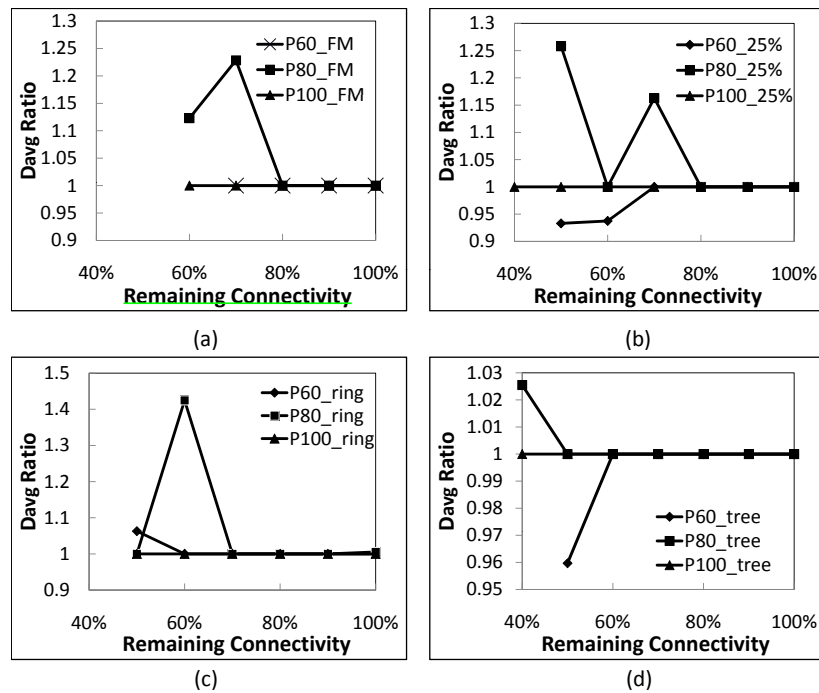 1.3
1.25
1.2
1.15
1.1
1.05
1
0.95
0.9
Davg Ratio
P60_FM
P80_FM
P100_FM
40% 60% 80% 100%
Remaining Connectivity
(a)
1.3
1.25
1.2
1.15
1.1
1.05
1
0.95
0.9
Davg Ratio
P60_25%
P80_25%
P100_25%
40% 60% 80% 100%
Remaining Connectivity
(b)
1.5
1.4
1.3
1.2
1.1
1
0.9
Davg Ratio
P60_ring
P80_ring
P100_ring
40% 60% 80% 100%
Remaining Connectivity
(c)
1.03
1.02
1.01
1
0.99
0.98
0.97
0.96
0.95
Davg Ratio
P60_tree
P80_tree
P100_tree
40% 60% 80% 100%
Remaining Connectivity
(d)